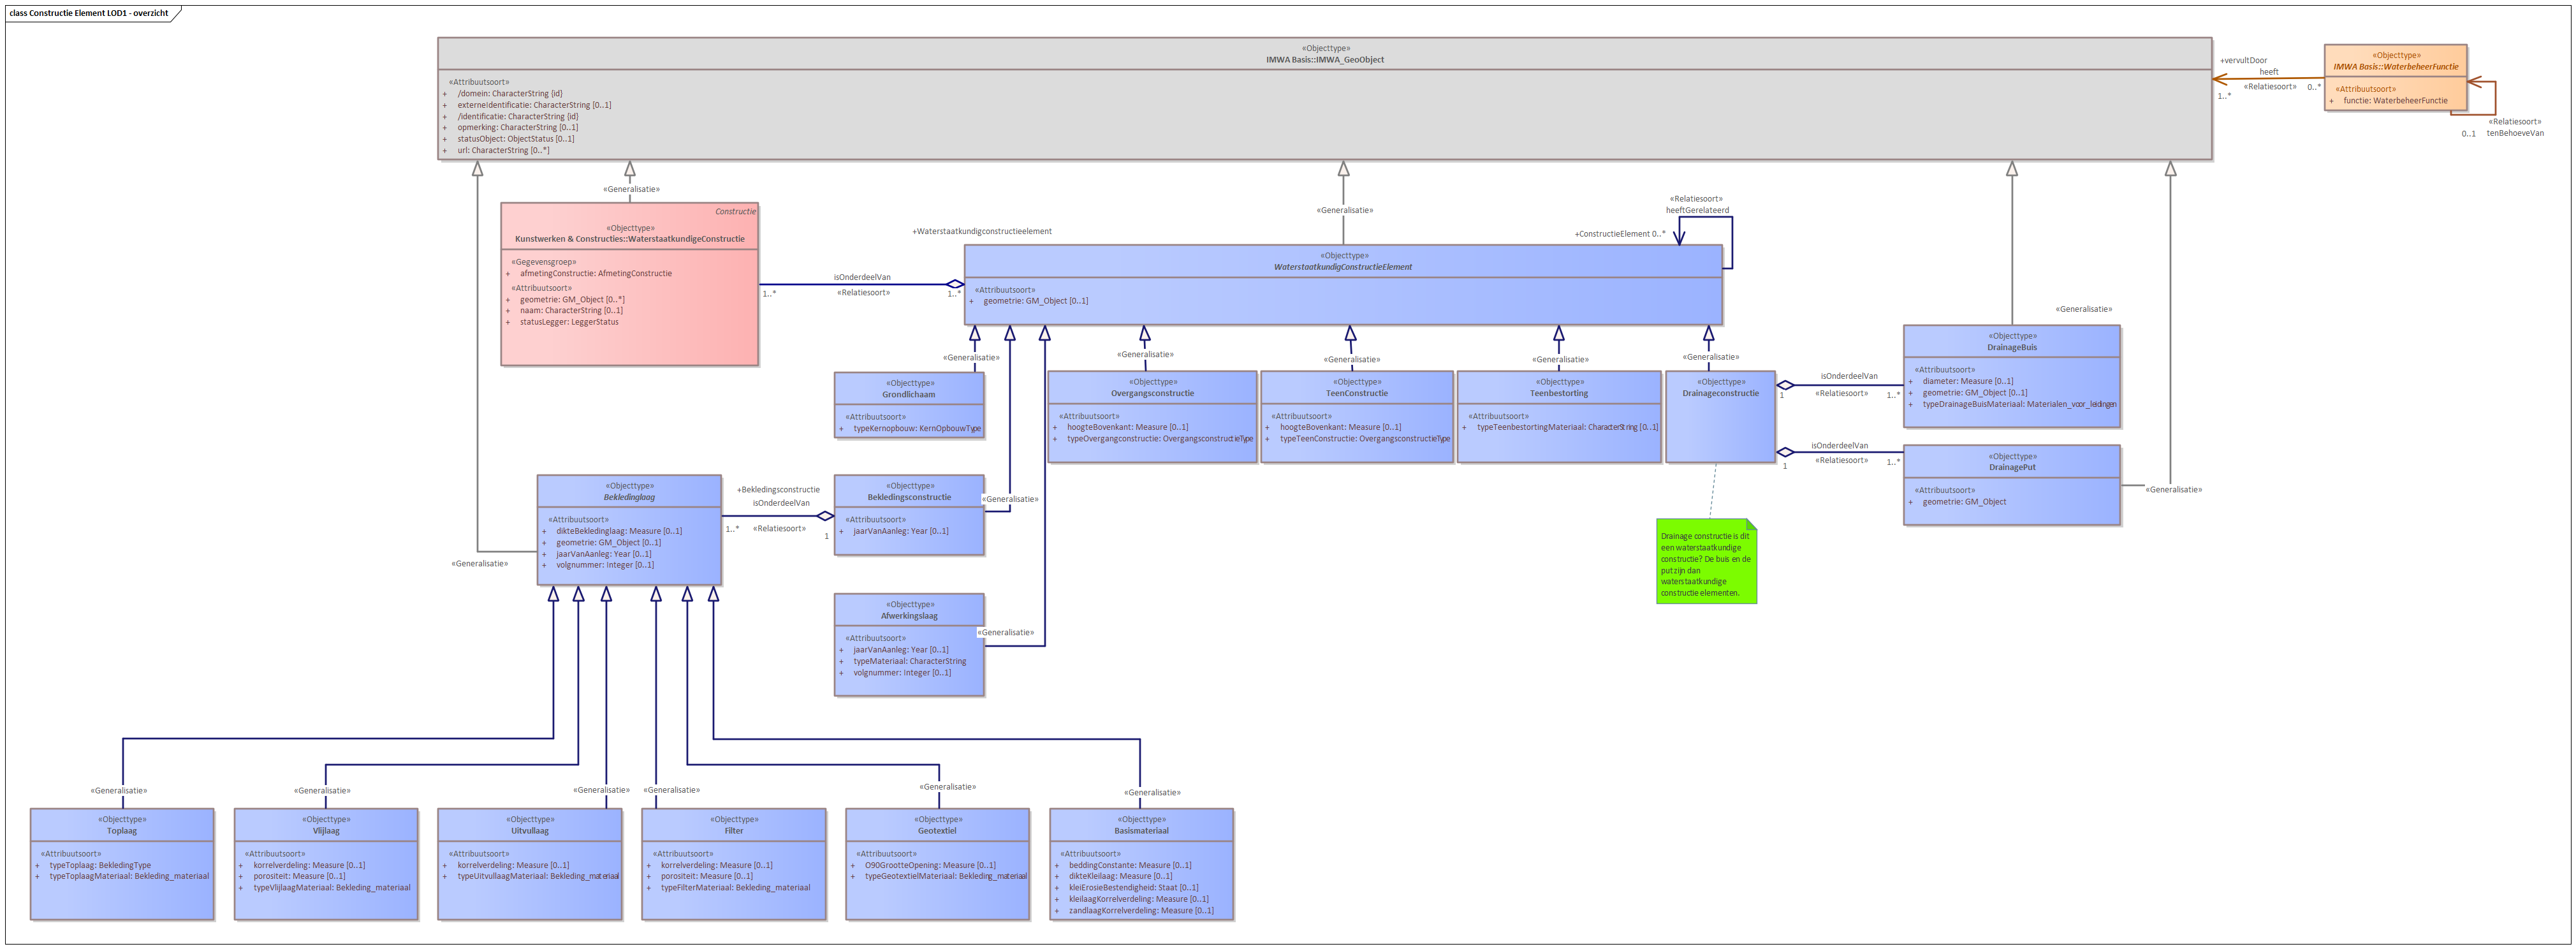 class Constructie Element LOD1 - overzicht
«Objecttype»
IMWA Basis::IMWA_GeoObject
«Attribuutsoort»
+ /domein: CharacterString {id}
+ externeIdentificatie: CharacterString [0..1]
+ /identificatie: CharacterString {id}
+ opmerking: CharacterString [0..1]
+ statusObject: ObjectStatus [0..1]
+ url: CharacterString [0..*]
+vervultDoor
heeft
«Relatiesoort»
1..*
0..*
«Objecttype»
IMWA Basis::WaterbeheerFunctie
«Attribuutsoort»
+ functie: WaterbeheerFunctie
«Relatiesoort»
0..1 tenBehoeveVan
«Generalisatie»
Constructie
«Objecttype»
Kunstwerken & Constructies::WaterstaatkundigeConstructie
«Gegevensgroep»
+ afmetingConstructie: AfmetingConstructie
«Attribuutsoort»
+ geometrie: GM_Object [0..*]
+ naam: CharacterString [0..1]
+ statusLegger: LeggerStatus
isOnderdeelVan
«Relatiesoort»
1..*
1..*
+Waterstaatkundigconstructieelement
«Generalisatie»
«Relatiesoort»
heeftGerelateerd
+ConstructieElement 0..*
«Objecttype»
WaterstaatkundigConstructieElement
«Attribuutsoort»
+ geometrie: GM_Object [0..1]
«Generalisatie»
«Generalisatie»
«Generalisatie»
«Generalisatie»
«Generalisatie»
«Objecttype»
Grondlichaam
«Attribuutsoort»
+ typeKernopbouw: KernOpbouwType
«Objecttype»
Overgangsconstructie
«Attribuutsoort»
+ hoogteBovenkant: Measure [0..1]
+ typeOvergangconstructie: OvergangsconstructieType
«Objecttype»
TeenConstructie
«Attribuutsoort»
+ hoogteBovenkant: Measure [0..1]
+ typeTeenConstructie: OvergangsconstructieType
«Objecttype»
Teenbestorting
«Attribuutsoort»
+ typeTeenbestortingMateriaal: CharacterString [0..1]
«Objecttype»
Drainageconstructie
isOnderdeelVan
«Relatiesoort»
1
1..*
isOnderdeelVan
«Relatiesoort»
1
1..*
«Generalisatie»
«Objecttype»
DrainageBuis
«Attribuutsoort»
+ diameter: Measure [0..1]
+ geometrie: GM_Object [0..1]
+ typeDrainageBuisMateriaal: Materialen_voor_leidingen
«Objecttype»
DrainagePut
«Attribuutsoort»
+ geometrie: GM_Object
«Generalisatie»
Drainage constructie is dit
een waterstaatkundige
constructie? De buis en de
put zijn dan
waterstaatkundige
constructie elementen.
«Objecttype»
Bekledinglaag
«Attribuutsoort»
+ dikteBekledinglaag: Measure [0..1]
+ geometrie: GM_Object [0..1]
+ jaarVanAanleg: Year [0..1]
+ volgnummer: Integer [0..1]
«Generalisatie»
+Bekledingsconstructie
isOnderdeelVan
«Relatiesoort»
1..*
1
«Objecttype»
Bekledingsconstructie
«Attribuutsoort»
+ jaarVanAanleg: Year [0..1]
«Generalisatie»
«Objecttype»
Afwerkingslaag
«Attribuutsoort»
+ jaarVanAanleg: Year [0..1]
+ typeMateriaal: CharacterString
+ volgnummer: Integer [0..1]
«Generalisatie»
«Generalisatie»
«Generalisatie»
«Generalisatie»
«Generalisatie»
«Generalisatie»
«Generalisatie»
«Objecttype»
Toplaag
«Attribuutsoort»
+ typeToplaag: BekledingType
+ typeToplaagMateriaal: Bekleding_materiaal
«Objecttype»
Vlijlaag
«Attribuutsoort»
+ korrelverdeling: Measure [0..1]
+ porositeit: Measure [0..1]
+ typeVlijlaagMateriaal: Bekleding_materiaal
«Objecttype»
Uitvullaag
«Attribuutsoort»
+ korrelverdeling: Measure [0..1]
+ typeUitvullaagMateriaal: Bekleding_materiaal
«Objecttype»
Filter
«Attribuutsoort»
+ korrelverdeling: Measure [0..1]
+ porositeit: Measure [0..1]
+ typeFilterMateriaal: Bekleding_materiaal
«Objecttype»
Geotextiel
«Attribuutsoort»
+ O90GrootteOpening: Measure [0..1]
+ typeGeotextielMateriaal: Bekleding_materiaal
«Objecttype»
Basismateriaal
«Attribuutsoort»
+ beddingConstante: Measure [0..1]
+ dikteKleilaag: Measure [0..1]
+ kleiErosieBestendigheid: Staat [0..1]
+ kleilaagKorrelverdeling: Measure [0..1]
+ zandlaagKorrelverdeling: Measure [0..1]